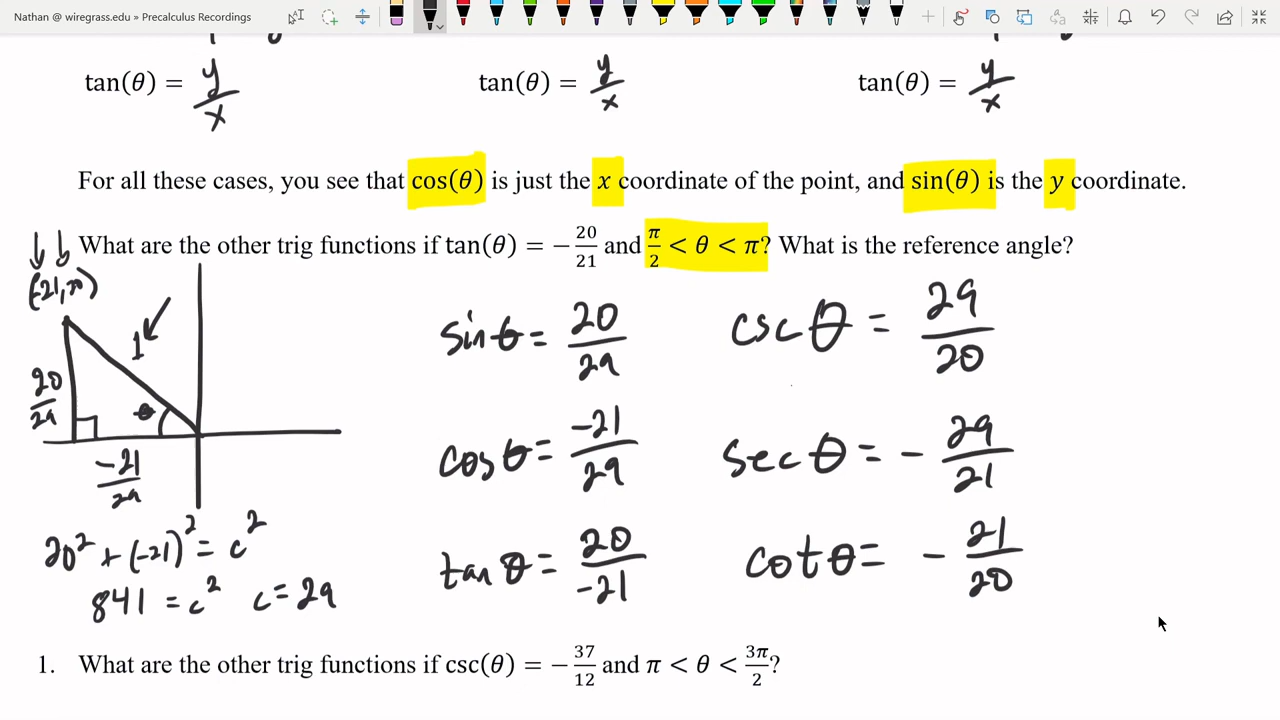 Nathan @ wiregrass.edu » Precalculus Recordings
tan(θ) = y/x
tan(θ) = y/x
tan(θ) = y/x
For all these cases, you see that cos(θ) is just the x coordinate of the point, and sin(θ) is the y coordinate.
What are the other trig functions if tan(θ) = −20/21 and π/2 < θ < π? What is the reference angle?
1
20/29
θ
-21/29
20² + (-21)² = c²
841 = c² c = 29
sin θ = 20/29
csc θ = 29/20
cos θ = -21/29
sec θ = - 29/21
tan θ = 20/-21
cot θ = - 21/20
1. What are the other trig functions if csc(θ) = −37/12 and π < θ < 3π/2?